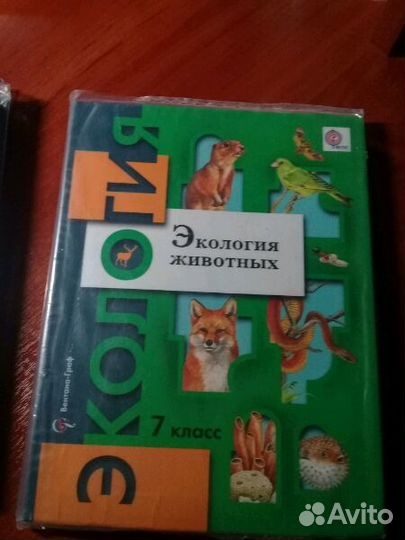 ЭКОЛОГИЯ
Экология
животных
7 класс
Вентана-Граф
Avito